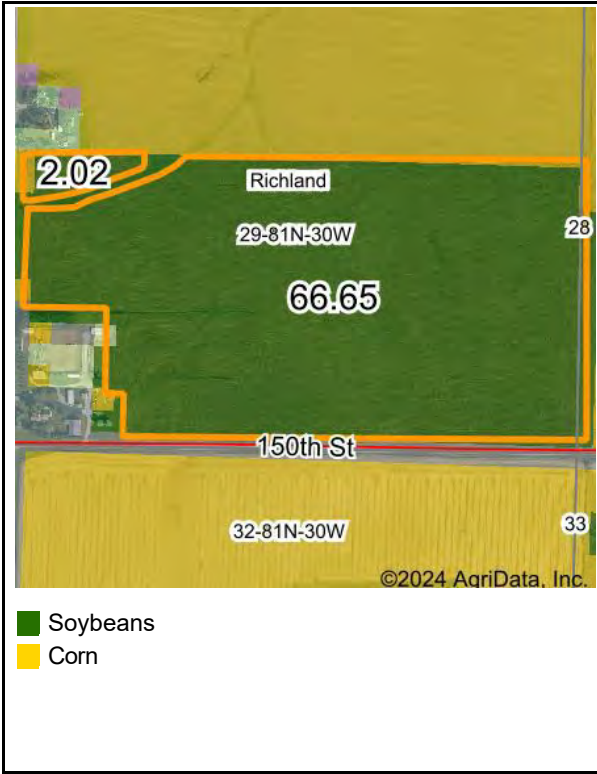 2.02
Richland
29-81N-30W
28
66.65
150th St
32-81N-30W
33
©2024 AgriData, Inc.
Soybeans
Corn